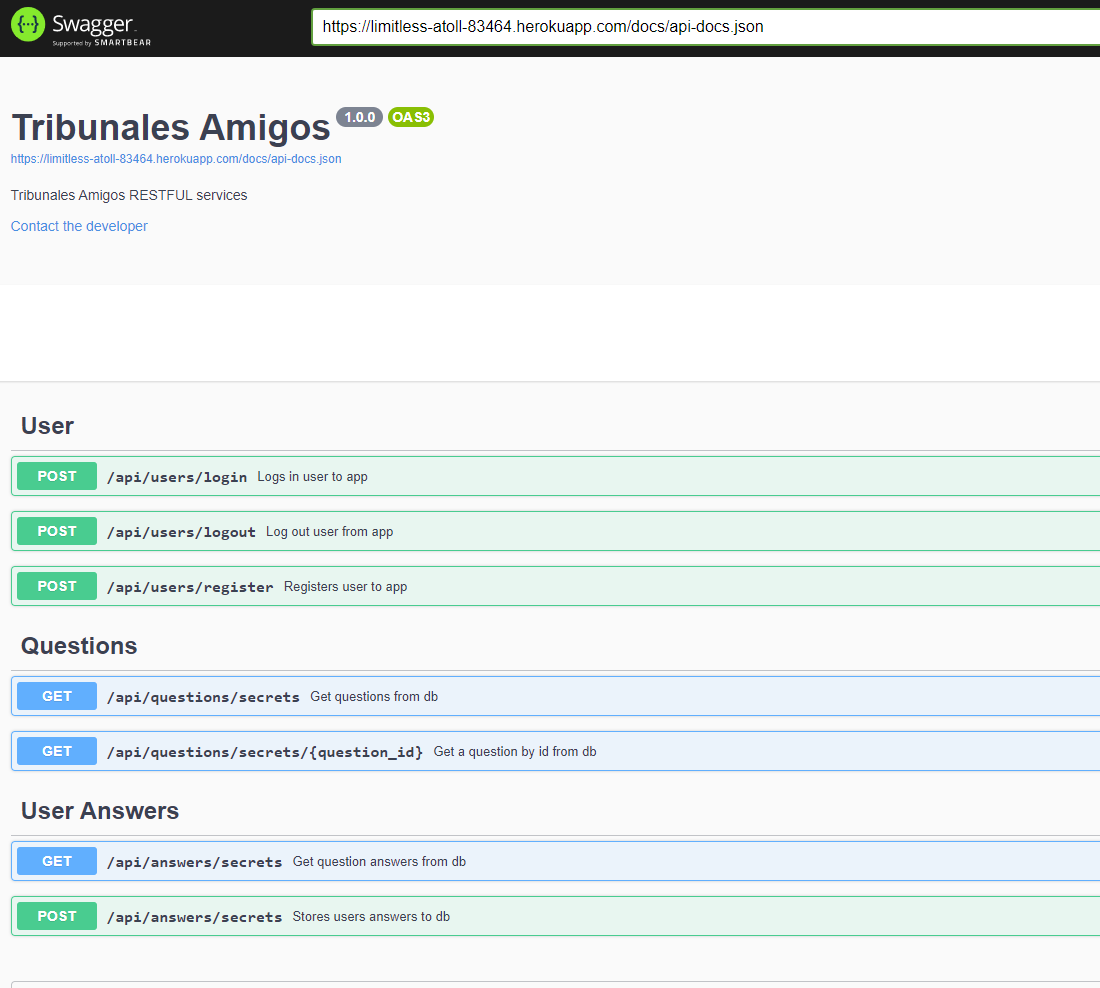 Swagger
Supported by SMARTBEAR
https://limitless-atoll-83464.herokuapp.com/docs/api-docs.json
Tribunales Amigos 1.0.0 OAS3
https://limitless-atoll-83464.herokuapp.com/docs/api-docs.json
Tribunales Amigos RESTFUL services
Contact the developer
User
POST /api/users/login Logs in user to app
POST /api/users/logout Log out user from app
POST /api/users/register Registers user to app
Questions
GET /api/questions/secrets Get questions from db
GET /api/questions/secrets/{question_id} Get a question by id from db
User Answers
GET /api/answers/secrets Get question answers from db
POST /api/answers/secrets Stores users answers to db